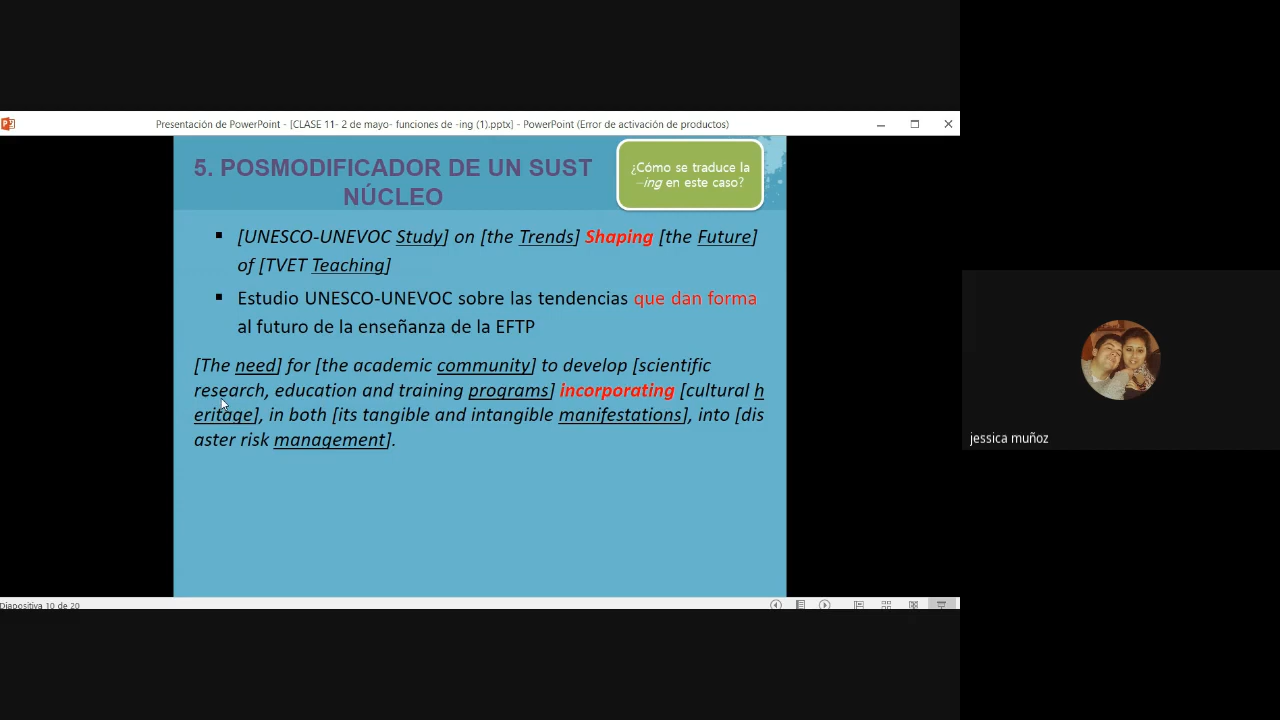 Presentación de PowerPoint - [CLASE 11- 2 de mayo- funciones de -ing (1).pptx] - PowerPoint (Error de activación de productos)
5. POSMODIFICADOR DE UN SUST
NÚCLEO
¿Cómo se traduce la
–ing en este caso?
[UNESCO-UNEVOC Study] on [the Trends] Shaping [the Future]
of [TVET Teaching]
Estudio UNESCO-UNEVOC sobre las tendencias que dan forma
al futuro de la enseñanza de la EFTP
[The need] for [the academic community] to develop [scientific
research, education and training programs] incorporating [cultural h
eritage], in both [its tangible and intangible manifestations], into [dis
aster risk management].
jessica muñoz
Diapositiva 10 de 20